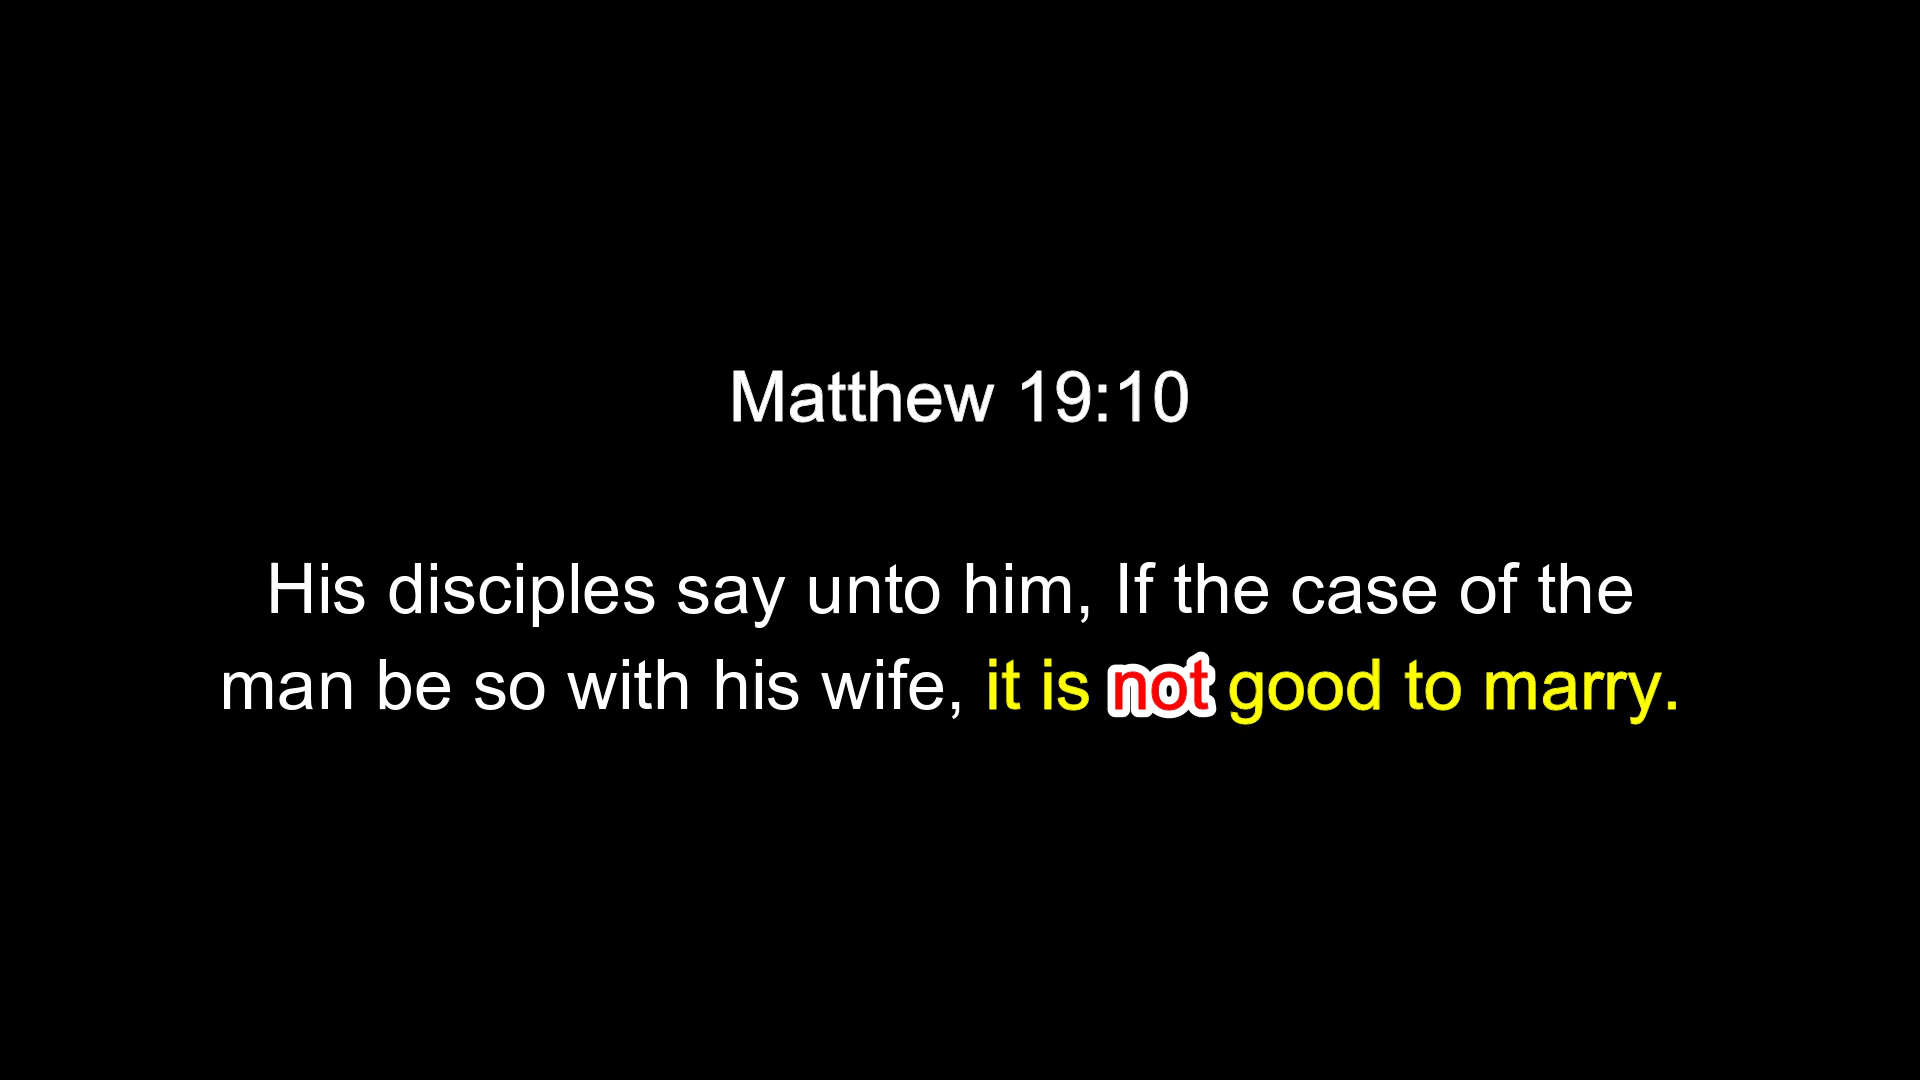 Matthew 19:10
His disciples say unto him, If the case of the
man be so with his wife, it is not good to marry.